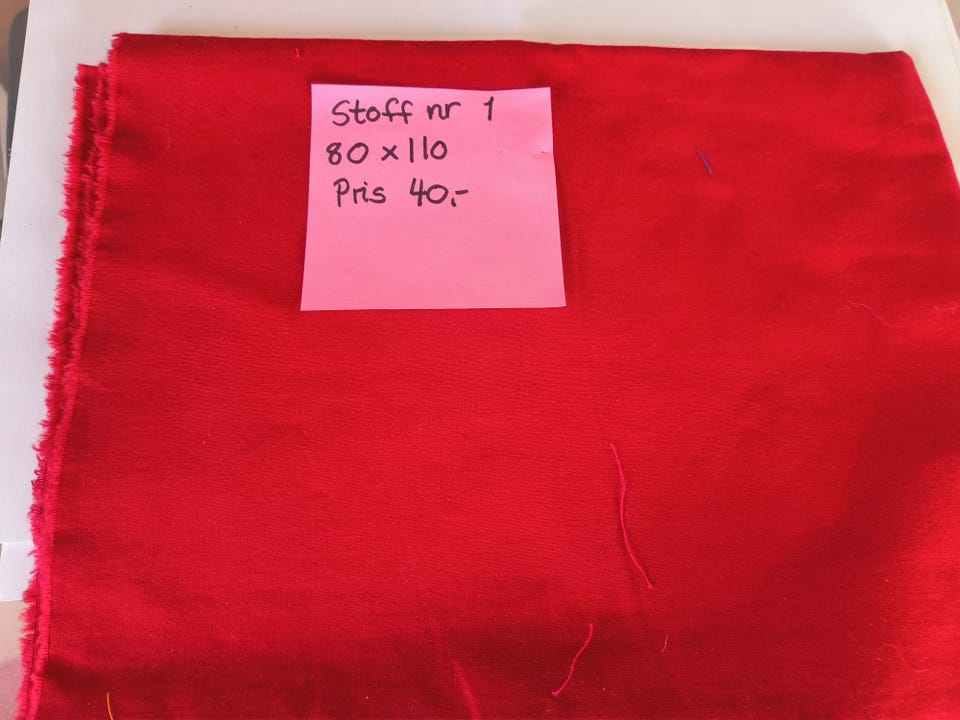 Stoff nr 1
80 x 110
Pris 40,-